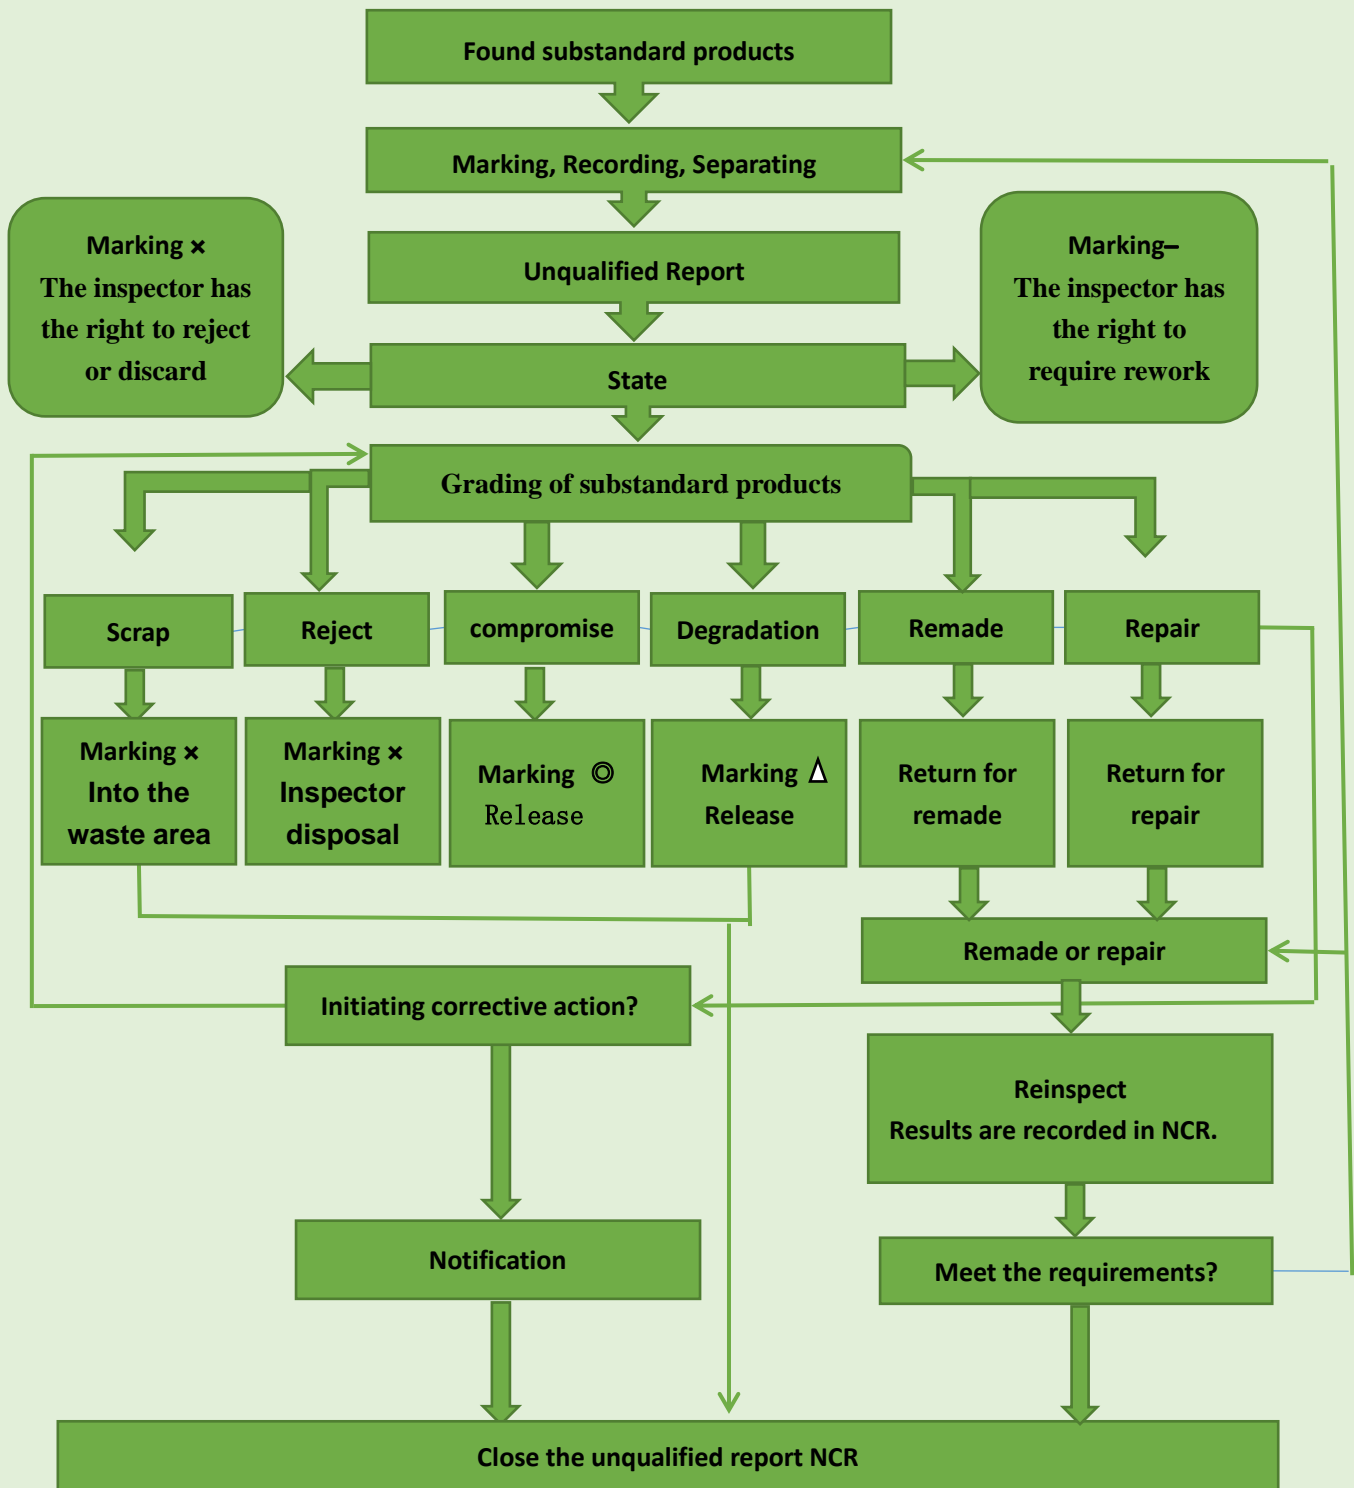 Found substandard products
Marking, Recording, Separating
Marking ×
The inspector has
the right to reject
or discard
Unqualified Report
Marking–
The inspector has
the right to
require rework
State
Grading of substandard products
Scrap
Reject
compromise
Degradation
Remade
Repair
Marking ×
Into the
waste area
Marking ×
Inspector
disposal
Marking ◎
Release
Marking △
Release
Return for
remade
Return for
repair
Remade or repair
Initiating corrective action?
Reinspect
Results are recorded in NCR.
Notification
Meet the requirements?
Close the unqualified report NCR